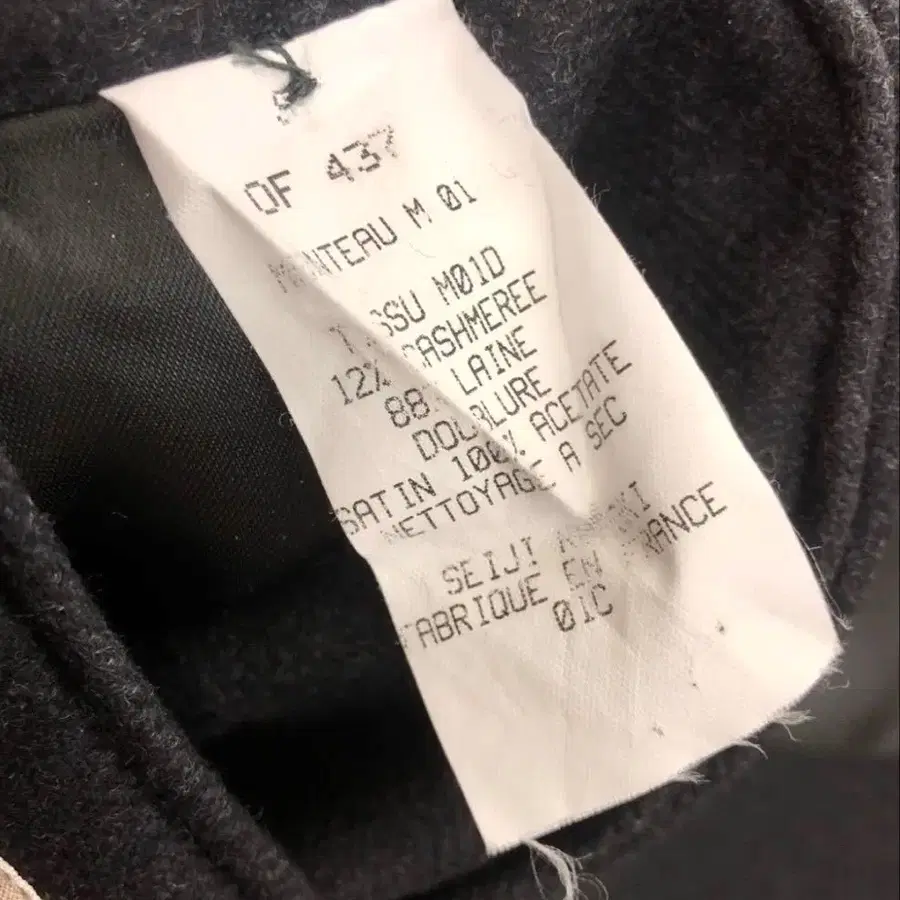 OF 437
MANTEAU M 01
TISSU M01D
12% CASHMEREE
88% LAINE
DOUBLURE
SATIN 100% ACETATE
NETTOYAGE A SEC
SEIJI
FABRIQUE EN FRANCE
01C